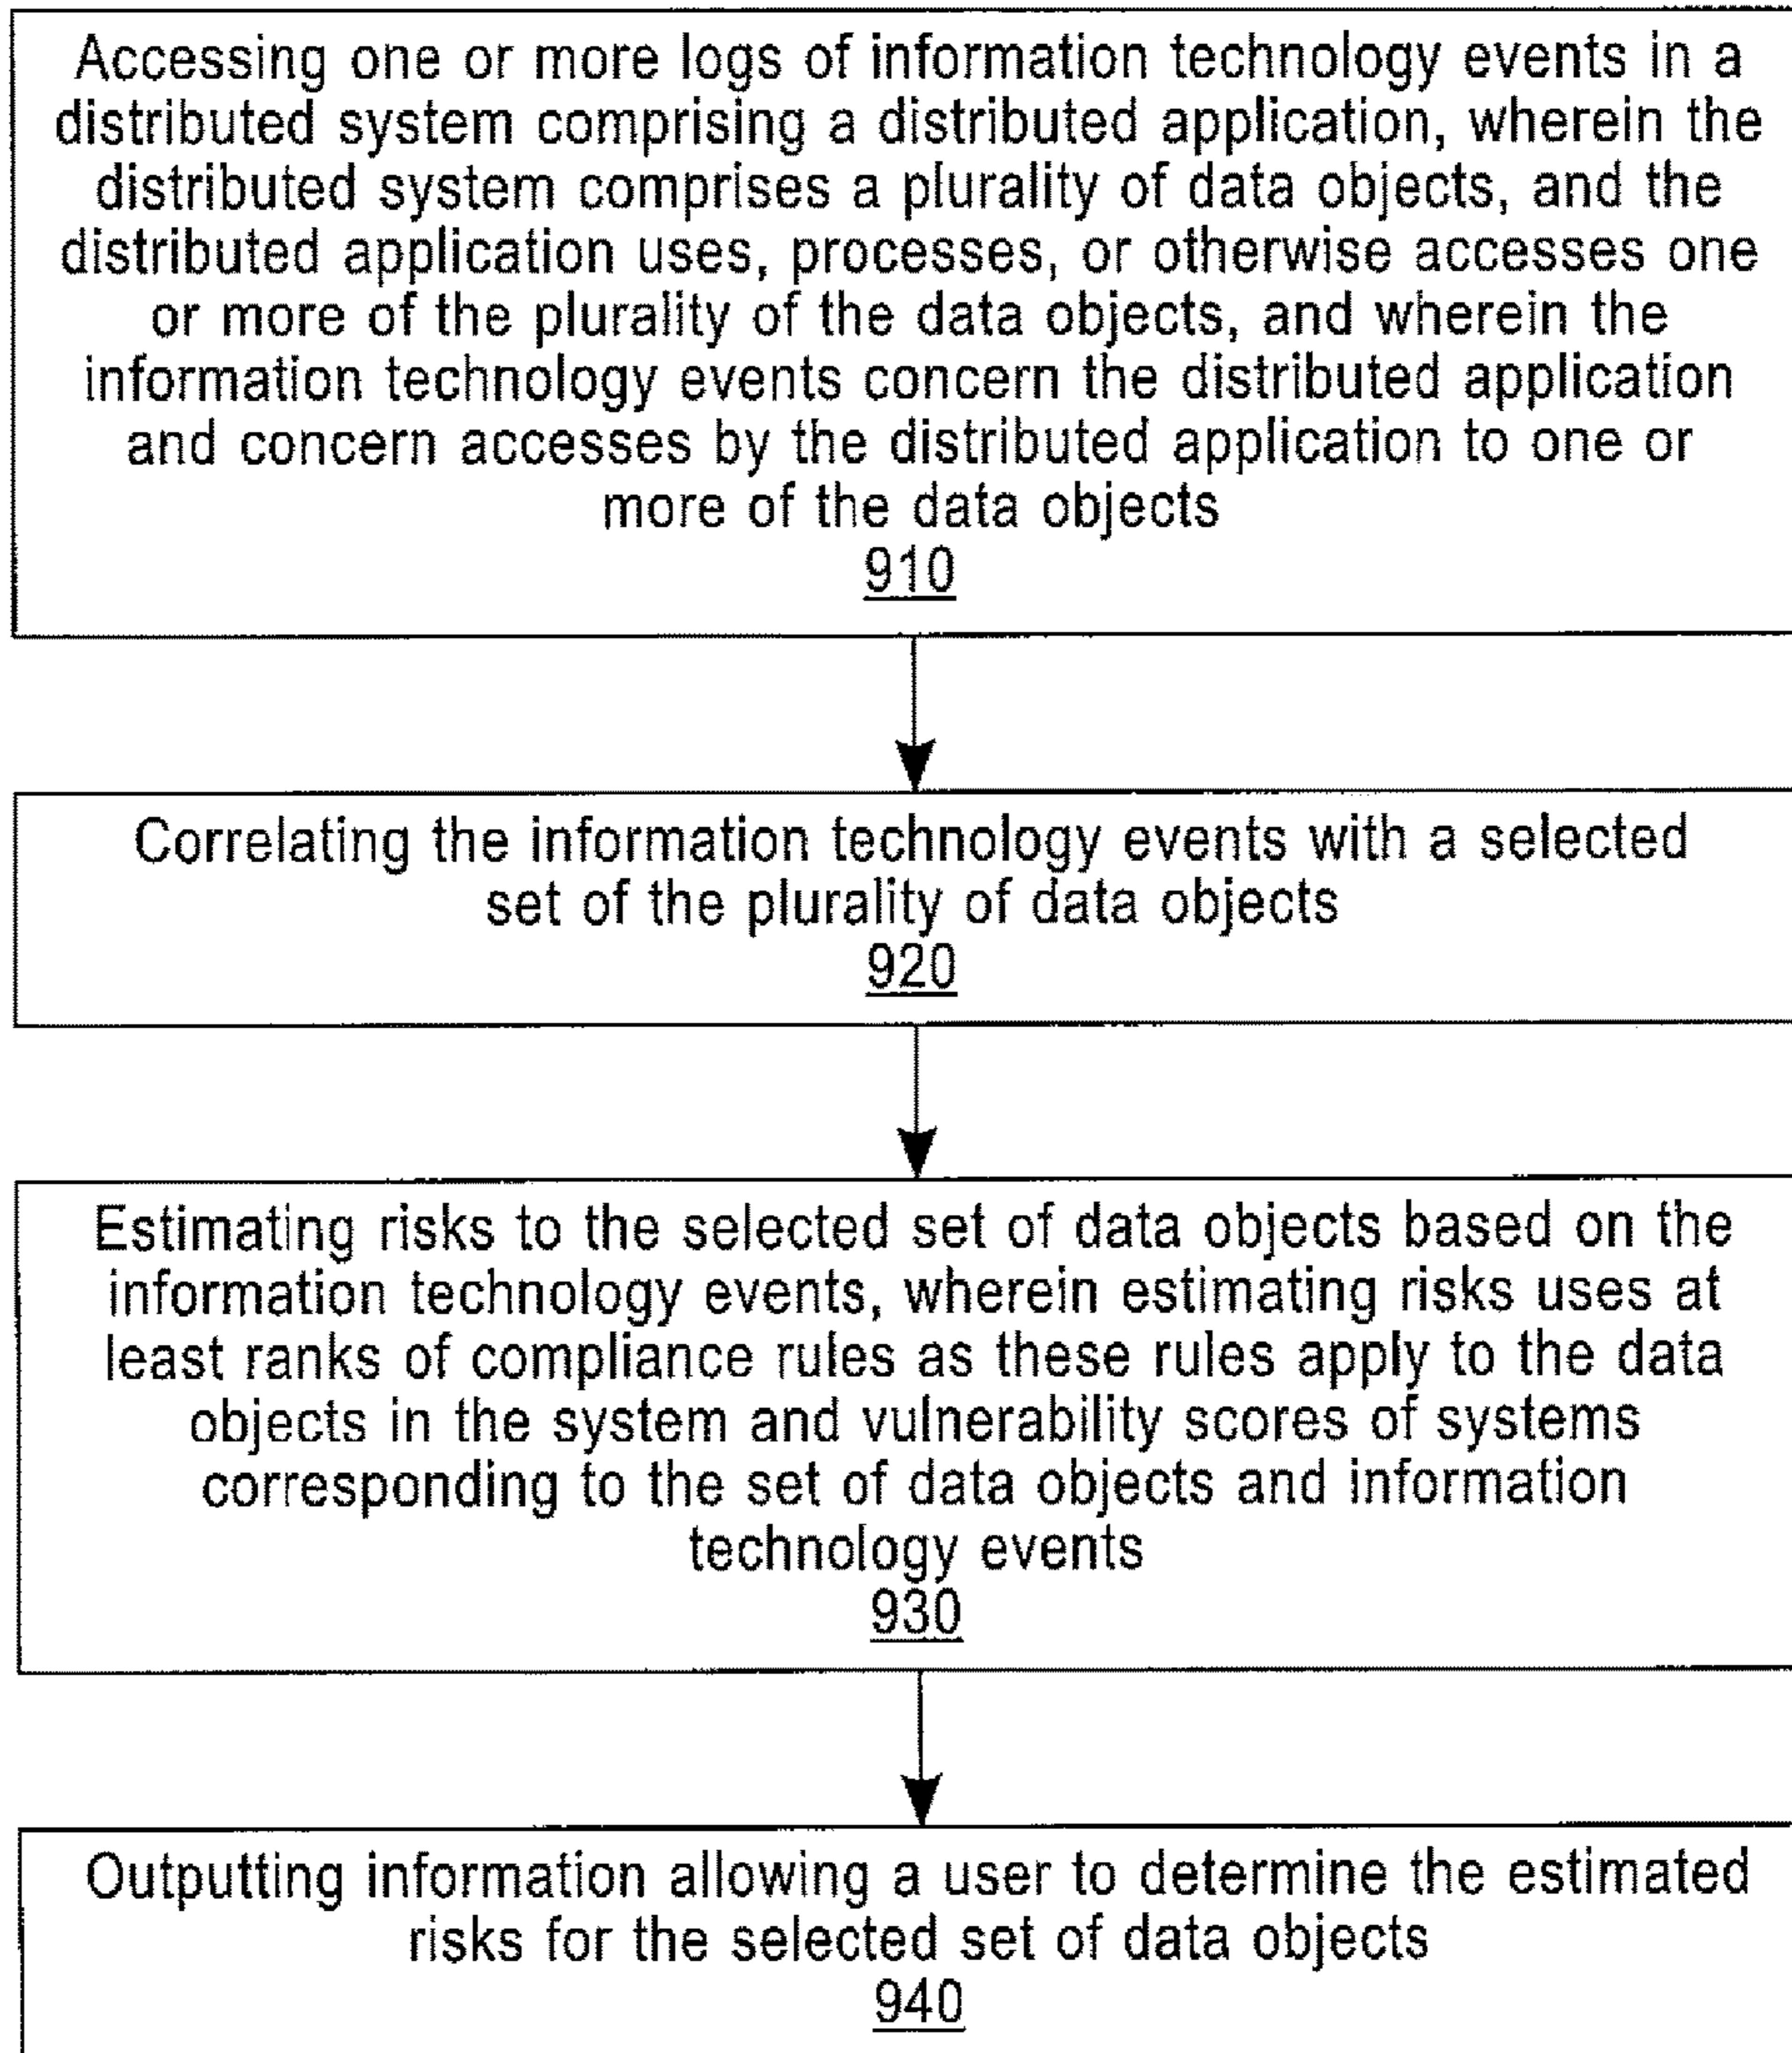 Accessing one or more logs of information technology events in a
distributed system comprising a distributed application, wherein the
distributed system comprises a plurality of data objects, and the
distributed application uses, processes, or otherwise accesses one
or more of the plurality of the data objects, and wherein the
information technology events concern the distributed application
and concern accesses by the distributed application to one or
more of the data objects
910
Correlating the information technology events with a selected
set of the plurality of data objects
920
Estimating risks to the selected set of data objects based on the
information technology events, wherein estimating risks uses at
least ranks of compliance rules as these rules apply to the data
objects in the system and vulnerability scores of systems
corresponding to the set of data objects and information
technology events
930
Outputting information allowing a user to determine the estimated
risks for the selected set of data objects
940